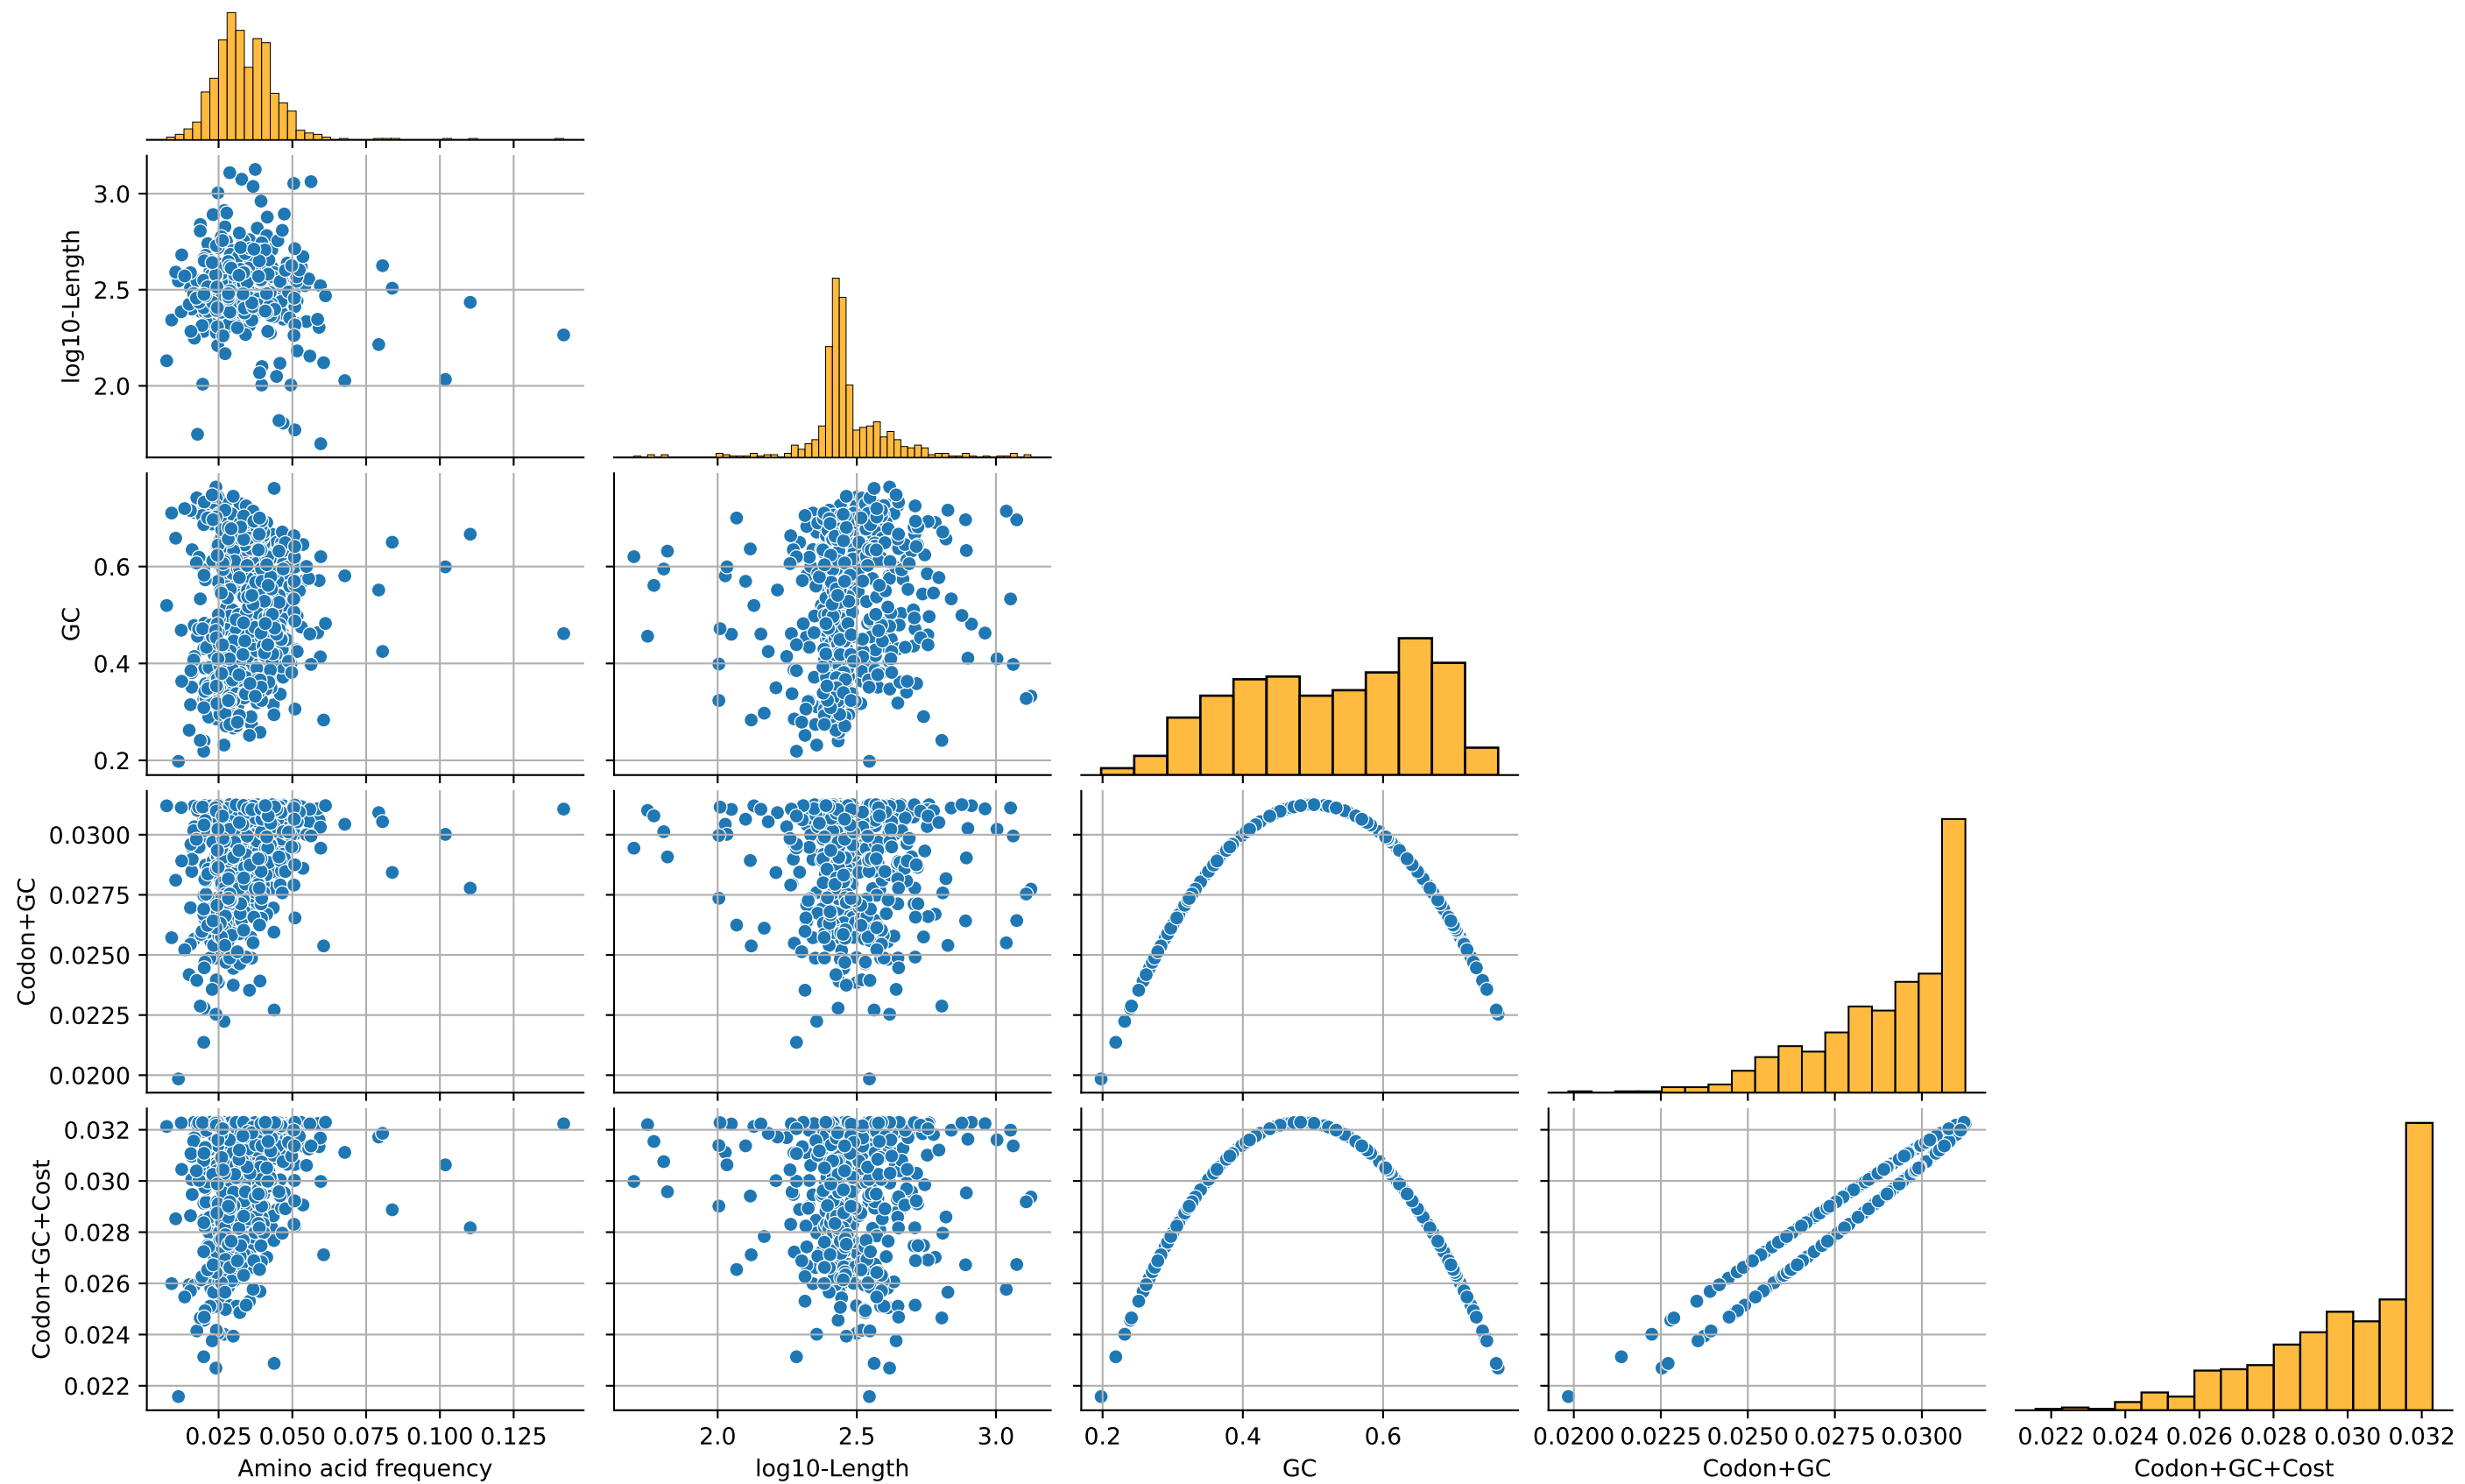 3.0
2.5
2.0
log10-Length
0.6
0.4
0.2
GC
0.0300
0.0275
0.0250
0.0225
0.0200
Codon+GC
0.032
0.030
0.028
0.026
0.024
0.022
Codon+GC+Cost
0.025 0.050 0.075 0.100 0.125
Amino acid frequency
2.0 2.5 3.0
log10-Length
0.2 0.4 0.6
GC
0.0200 0.0225 0.0250 0.0275 0.0300
Codon+GC
0.022 0.024 0.026 0.028 0.030 0.032
Codon+GC+Cost